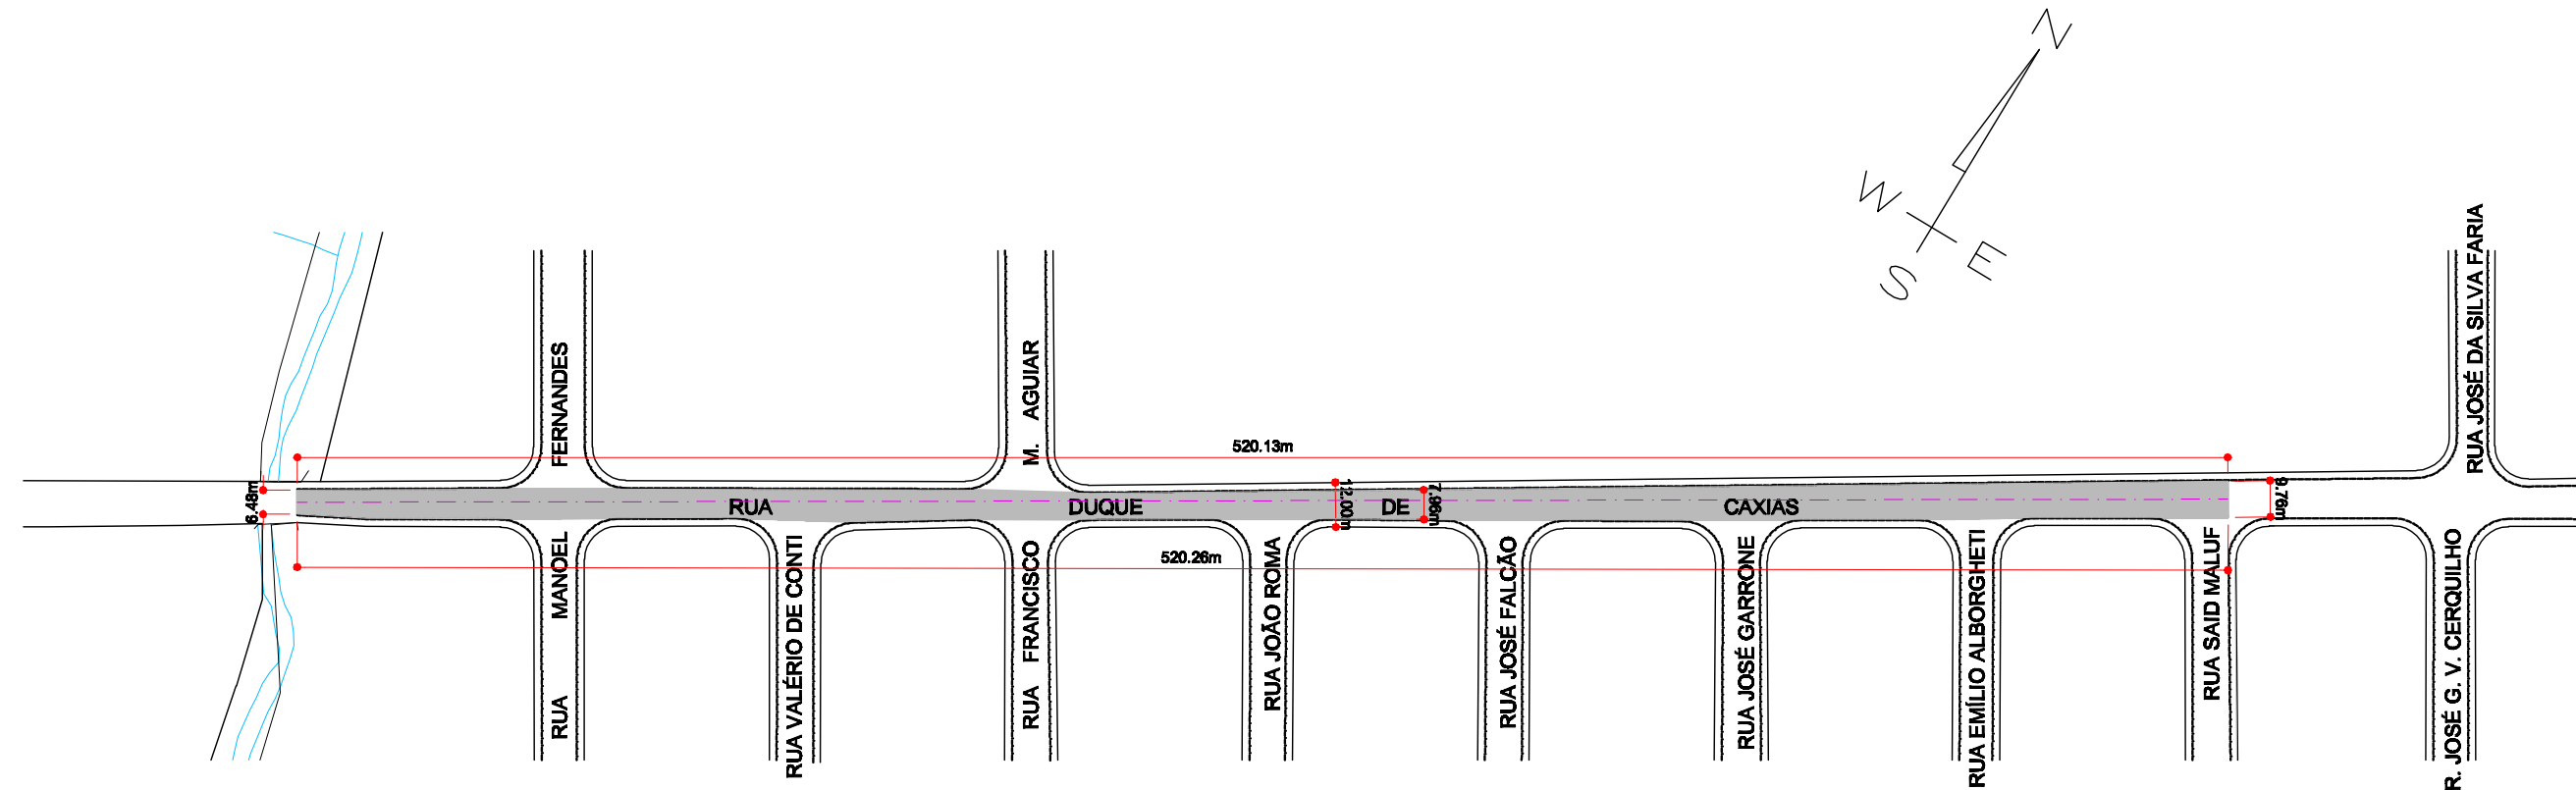 N
W
E
S
520.13m
6.48m
RUA DUQUE DE CAXIAS
12.00m
7.96m
9.76m
520.26m
RUA MANOEL FERNANDES
RUA VALÉRIO DE CONTI
RUA FRANCISCO M. AGUIAR
RUA JOÃO ROMA
RUA JOSÉ FALCÃO
RUA JOSÉ GARRONE
RUA EMÍLIO ALBORGHETI
RUA SAID MALUF
RUA JOSÉ DA SILVA FARIA
R. JOSÉ G. V. CERQUILHO